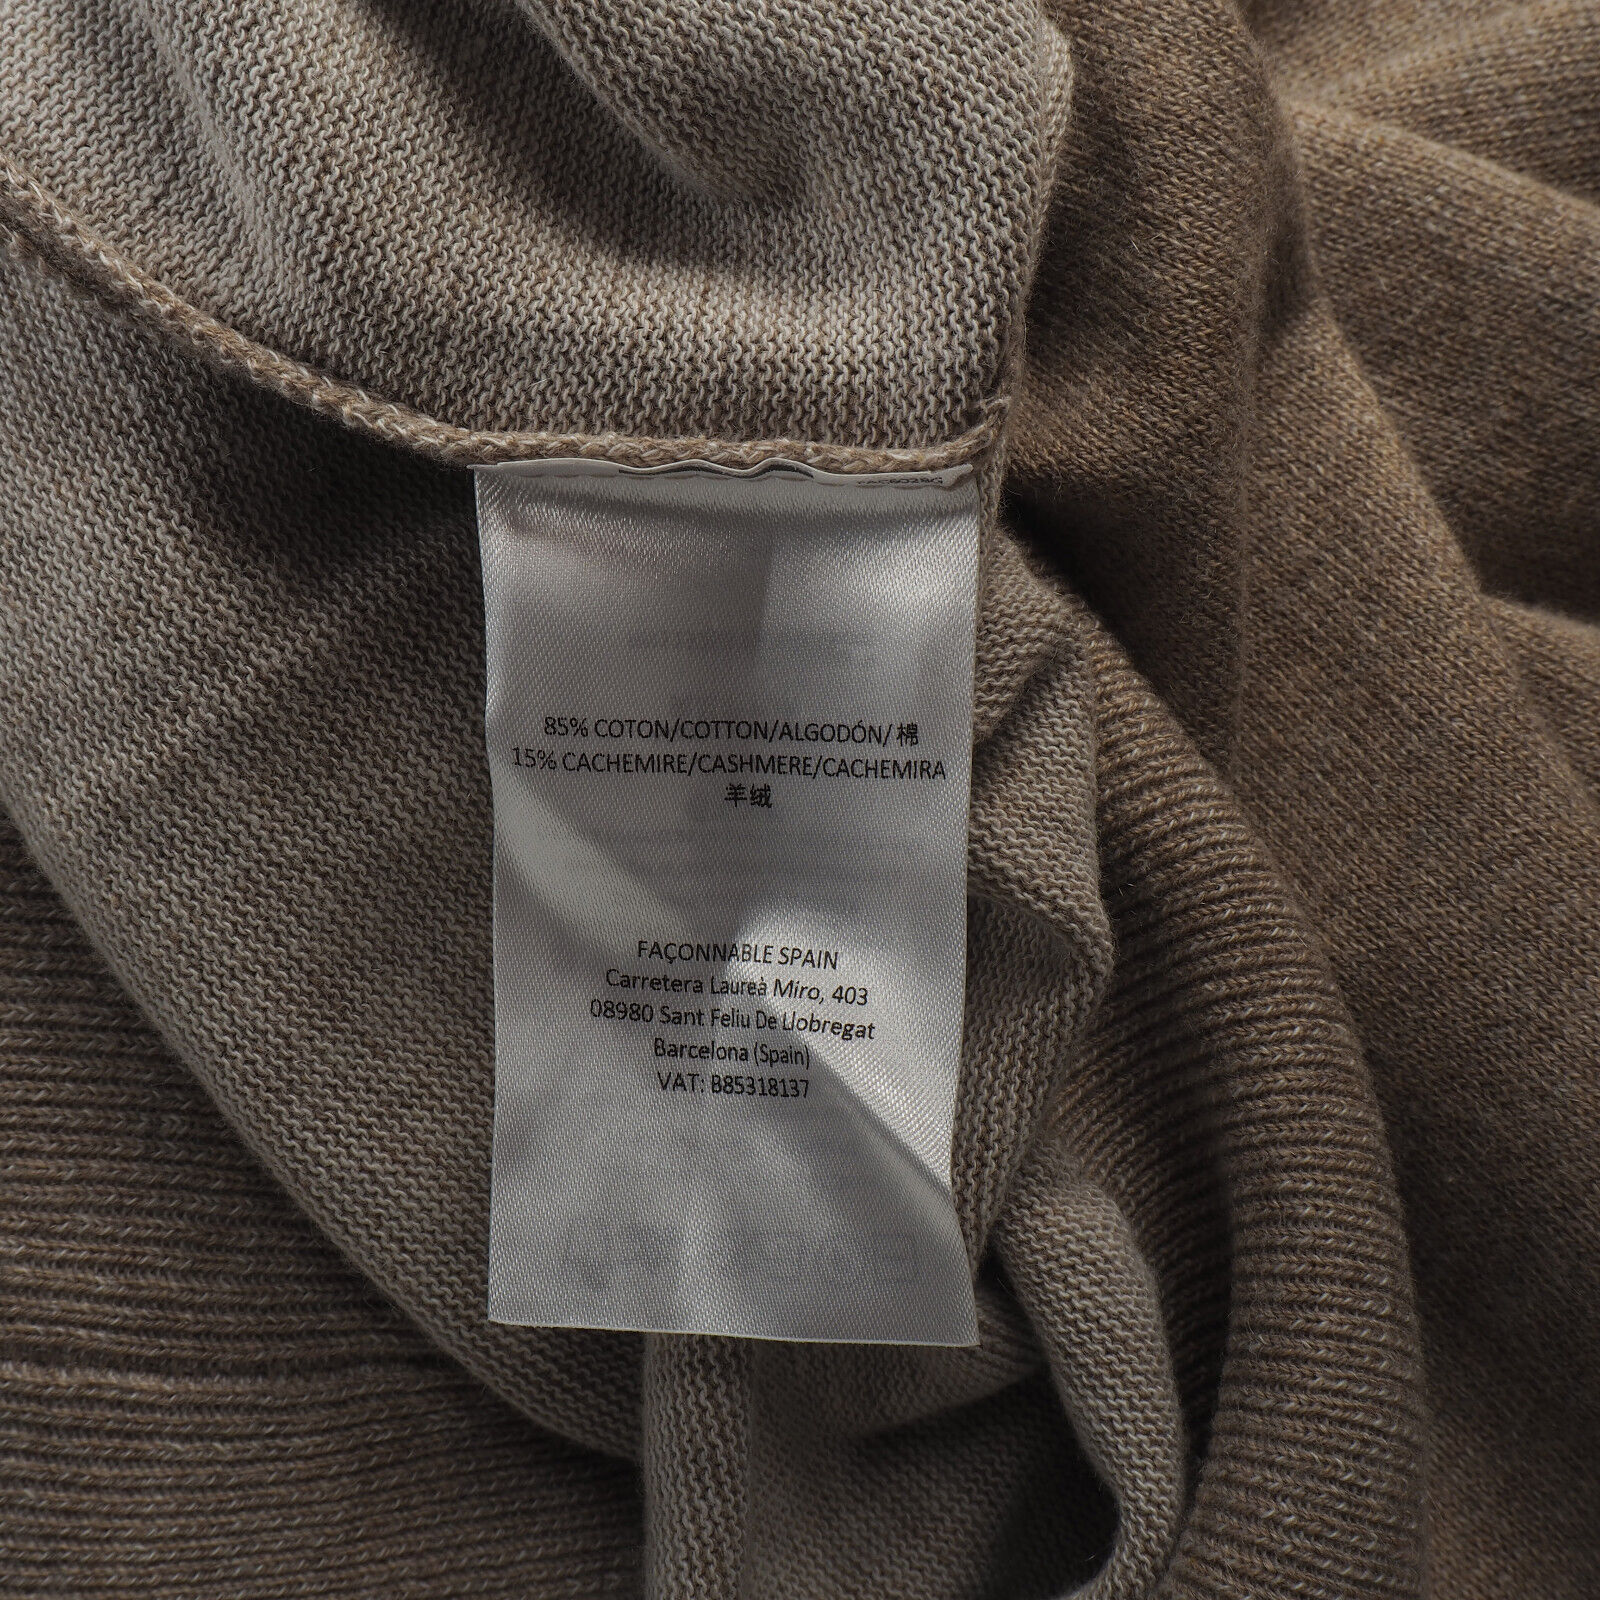 85% COTON/COTTON/ALGODÓN/棉
15% CACHEMIRE/CASHMERE/CACHEMIRA
羊绒
FAÇONNABLE SPAIN
Carretera Laureà Miro, 403
08980 Sant Feliu De Llobregat
Barcelona (Spain)
VAT: B85318137